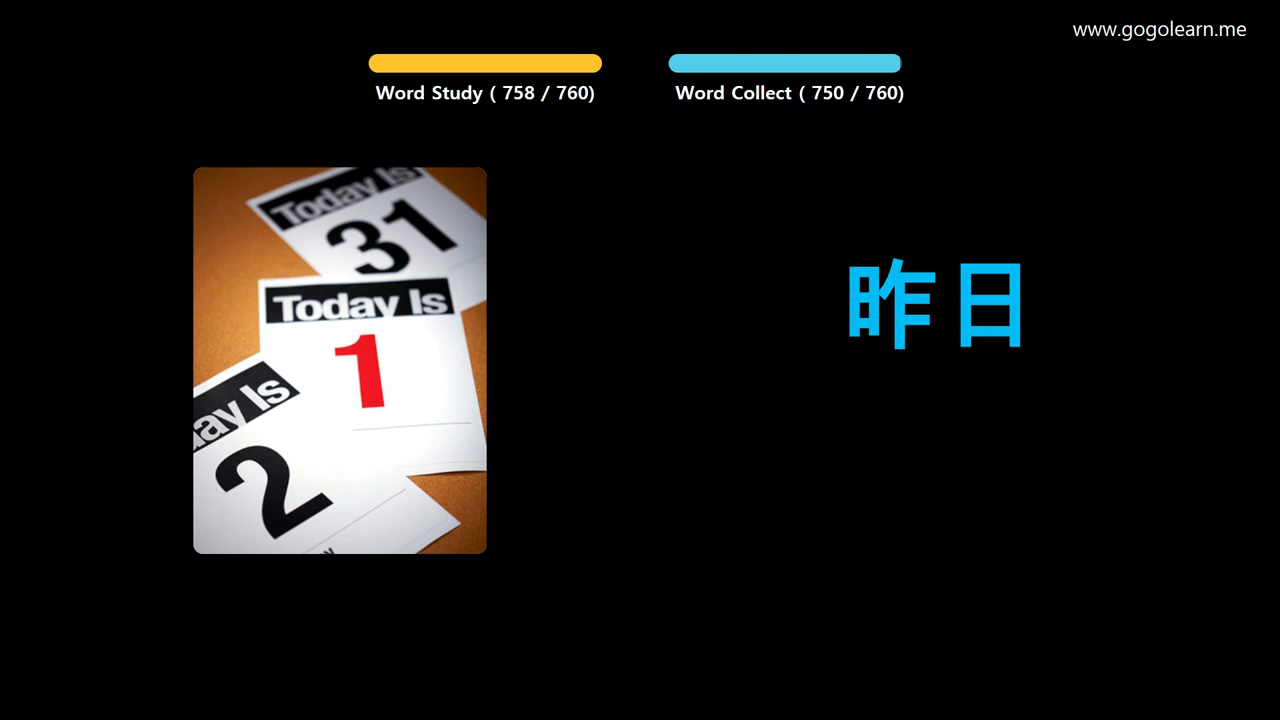 www.gogolearn.me
Word Study ( 758 / 760)
Word Collect ( 750 / 760)
Today Is
31
Today Is
1
ay Is
2
昨日